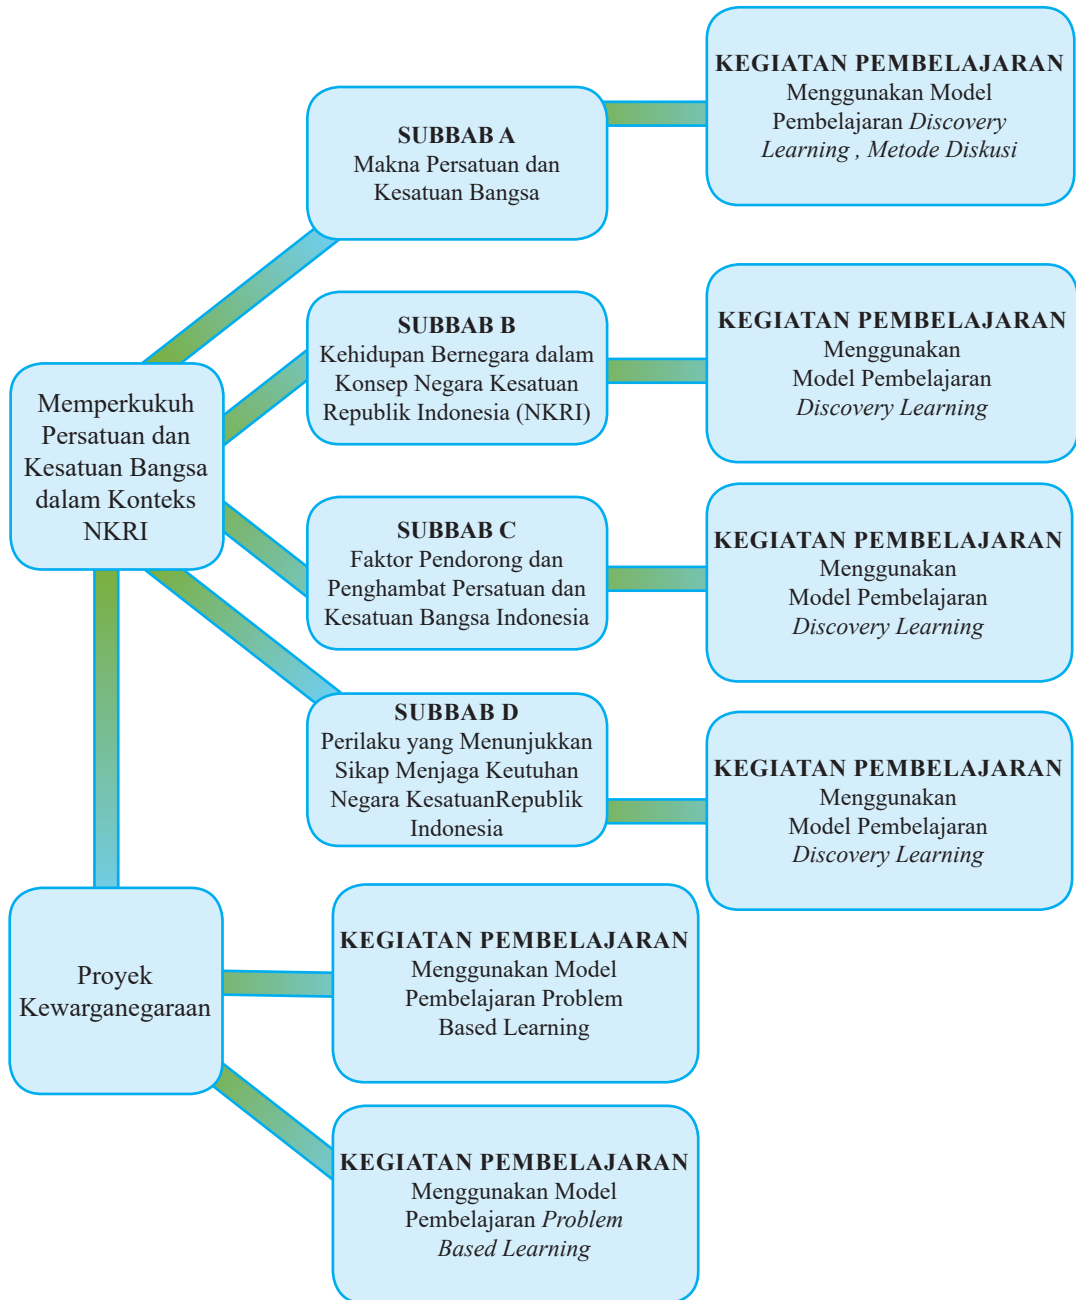 KEGIATAN PEMBELAJARAN
Menggunakan Model
Pembelajaran Discovery
Learning , Metode Diskusi
SUBBAB A
Makna Persatuan dan
Kesatuan Bangsa
SUBBAB B
Kehidupan Bernegara dalam
Konsep Negara Kesatuan
Republik Indonesia (NKRI)
KEGIATAN PEMBELAJARAN
Menggunakan
Model Pembelajaran
Discovery Learning
Memperkukuh
Persatuan dan
Kesatuan Bangsa
dalam Konteks
NKRI
SUBBAB C
Faktor Pendorong dan
Penghambat Persatuan dan
Kesatuan Bangsa Indonesia
KEGIATAN PEMBELAJARAN
Menggunakan
Model Pembelajaran
Discovery Learning
SUBBAB D
Perilaku yang Menunjukkan
Sikap Menjaga Keutuhan
Negara KesatuanRepublik
Indonesia
KEGIATAN PEMBELAJARAN
Menggunakan
Model Pembelajaran
Discovery Learning
Proyek
Kewarganegaraan
KEGIATAN PEMBELAJARAN
Menggunakan Model
Pembelajaran Problem
Based Learning
KEGIATAN PEMBELAJARAN
Menggunakan Model
Pembelajaran Problem
Based Learning